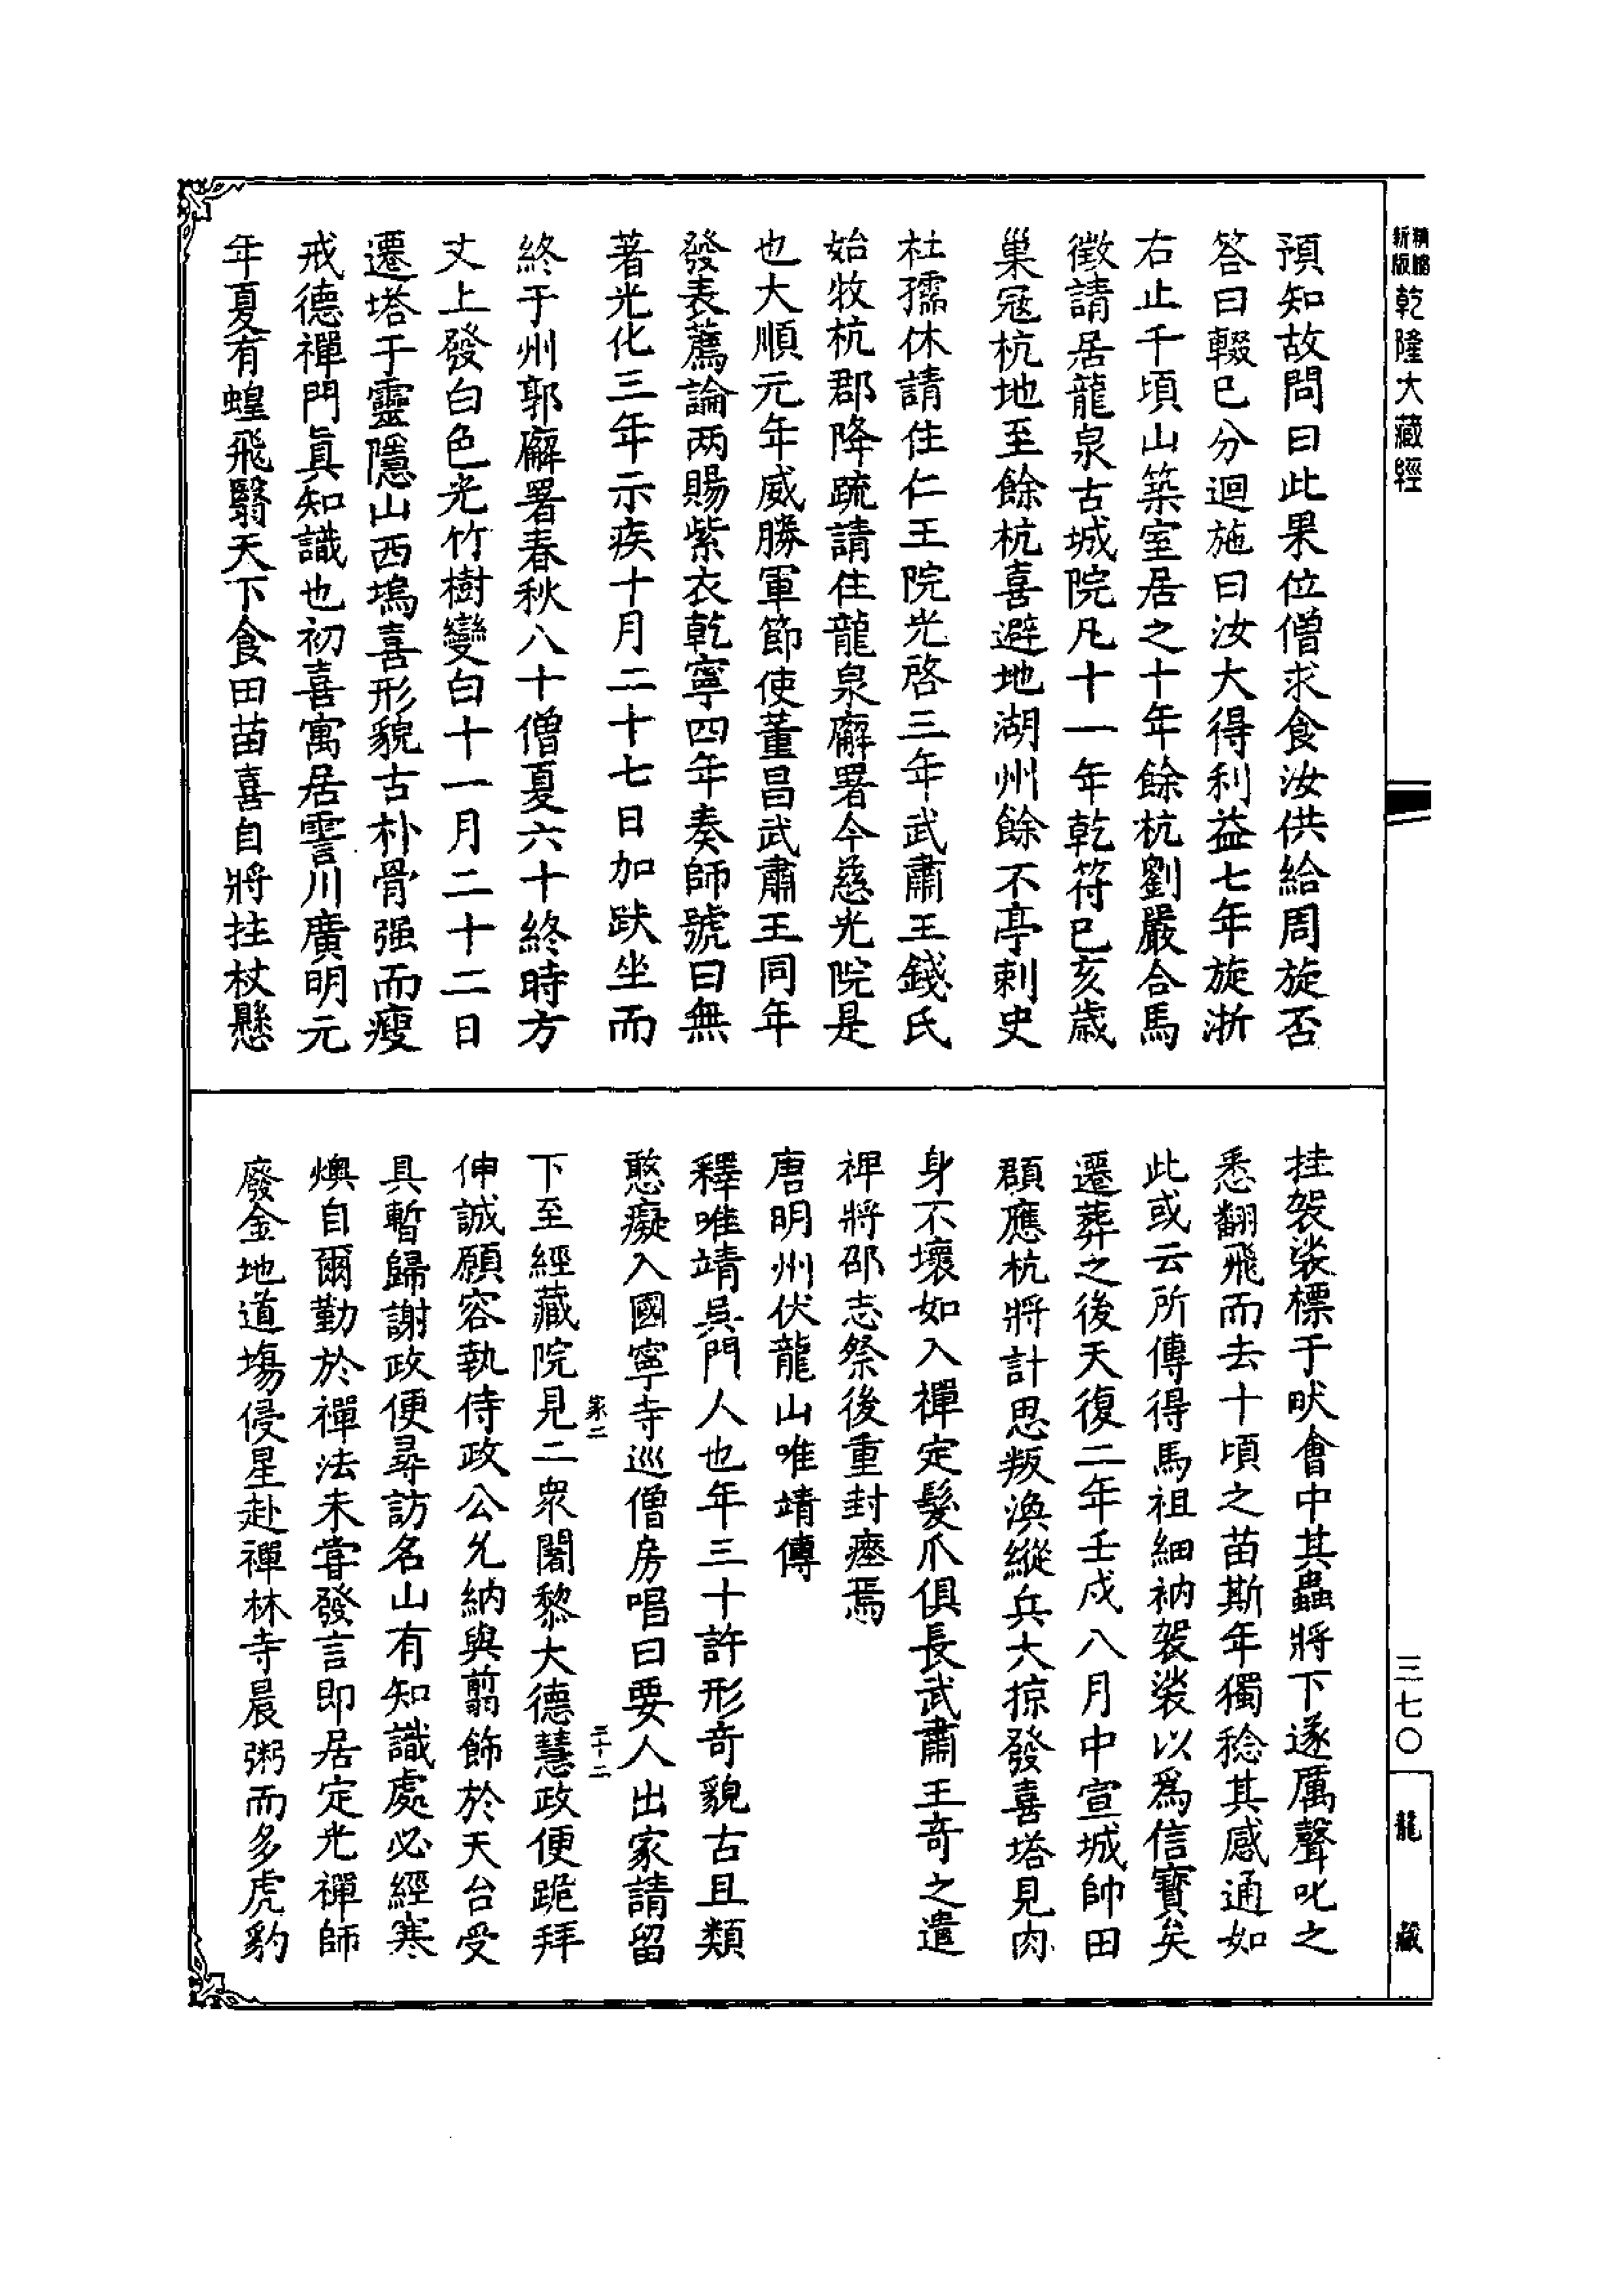 新版
精縮
乾隆大藏經
三七〇
龍藏
預知故問曰此果位僧求食汝供給周旋否
答曰輟已分迴施曰汝大得利益七年旋浙
右止千頃山築室居之十年餘杭劉嚴合馬
徵請居龍泉古城院凡十一年乾符已亥歲
巢冦杭地至餘杭喜避地湖州餘不亭刺史
杜孺休請住仁王院光啓三年武肅王錢氏
始牧杭郡降疏請住龍泉廨署今慈光院是
也大順元年威勝軍節使董昌武肅王同年
發表薦論两賜紫衣乾寧四年奏師號曰無
著光化三年示疾十月二十七日加趺坐而
終于州郭廨署春秋八十僧夏六十終時方
丈上發白色光竹樹變白十一月二十二日
遷塔于靈隱山西塢喜形貌古朴骨强而瘦
戒德禪門眞知識也初喜寓居霅川廣明元
年夏有蝗飛翳天下食田苗喜自將拄杖懸
挂袈裟標于畎會中其蟲將下遂厲聲叱之
悉翻飛而去十頃之苗斯年獨稔其感通如
此或云所傳得馬祖細衲袈裟以爲信寶矣
遷葬之後天復二年壬戍八月中宣城帥田
頵應杭將計思叛渙縱兵大掠發喜塔見肉
身不壞如入禪定髮爪俱長武肅王奇之遣
裨將邵志祭後重封瘞焉
唐明州伏龍山唯靖傳
釋唯靖吳門人也年三十許形奇貌古且類
憨癡入國寧寺巡僧房唱曰要人出家請留
家二
三十二
下至經藏院見二衆闍黎大德慧政便跪拜
伸誠願容執侍政公允納與翦飾於天台受
具暫歸謝政便尋訪名山有知識處必經寒
燠自爾勤於禪法未甞發言即居定光禪師
廢金地道塲侵星赴禪林寺晨粥而多虎豹